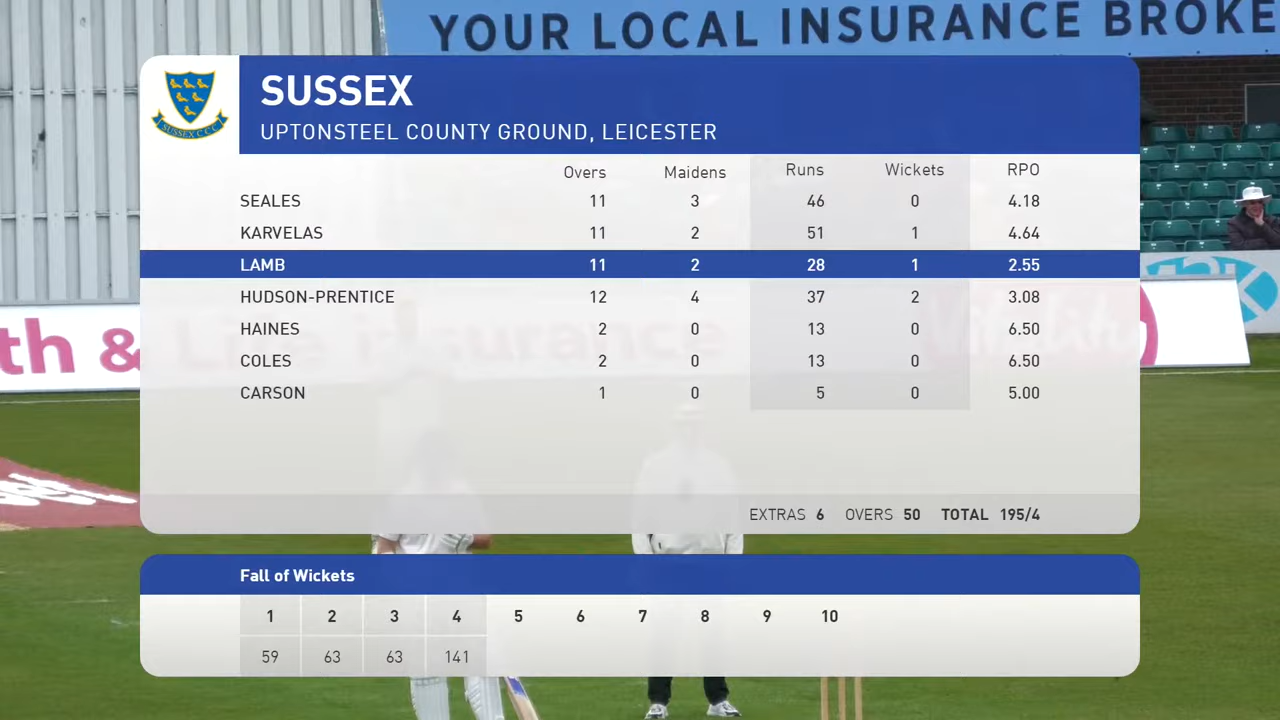 YOUR LOCAL INSURANCE BROKE
SUSSEX
UPTONSTEEL COUNTY GROUND, LEICESTER
SUSSEX C.C.C
Overs Maidens Runs Wickets RPO
SEALES 11 3 46 0 4.18
KARVELAS 11 2 51 1 4.64
LAMB 11 2 28 1 2.55
HUDSON-PRENTICE 12 4 37 2 3.08
HAINES 2 0 13 0 6.50
COLES 2 0 13 0 6.50
CARSON 1 0 5 0 5.00
th & Life insurance
EXTRAS 6 OVERS 50 TOTAL 195/4
Fall of Wickets
1 2 3 4 5 6 7 8 9 10
59 63 63 141